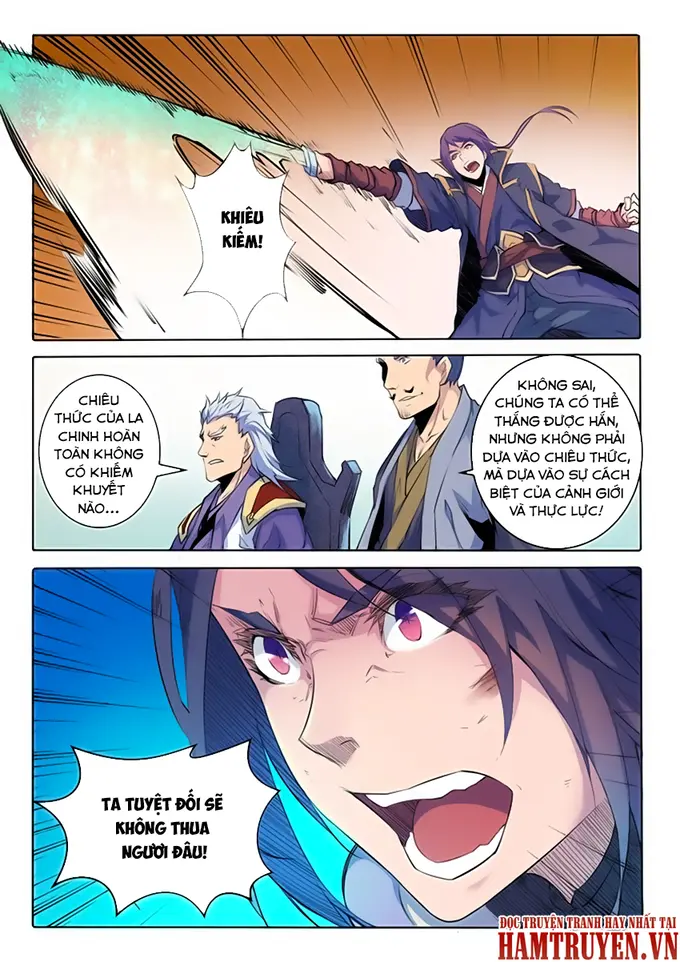 KHIÊU
KIẾM!
CHIÊU
THỨC CỦA LA
CHINH HOÀN
TOÀN KHÔNG
CÓ KHIẾM
KHUYẾT
NÀO...
KHÔNG SAI,
CHÚNG TA CÓ THỂ
THẮNG ĐƯỢC HẮN,
NHƯNG KHÔNG PHẢI
DỰA VÀO CHIÊU THỨC,
MÀ DỰA VÀO SỰ CÁCH
BIỆT CỦA CẢNH GIỚI
VÀ THỰC LỰC!
TA TUYỆT ĐỐI SẼ
KHÔNG THUA
NGƯƠI ĐÂU!
ĐỌC TRUYỆN TRANH HAY NHẤT TẠI
HAMTRUYEN.VN